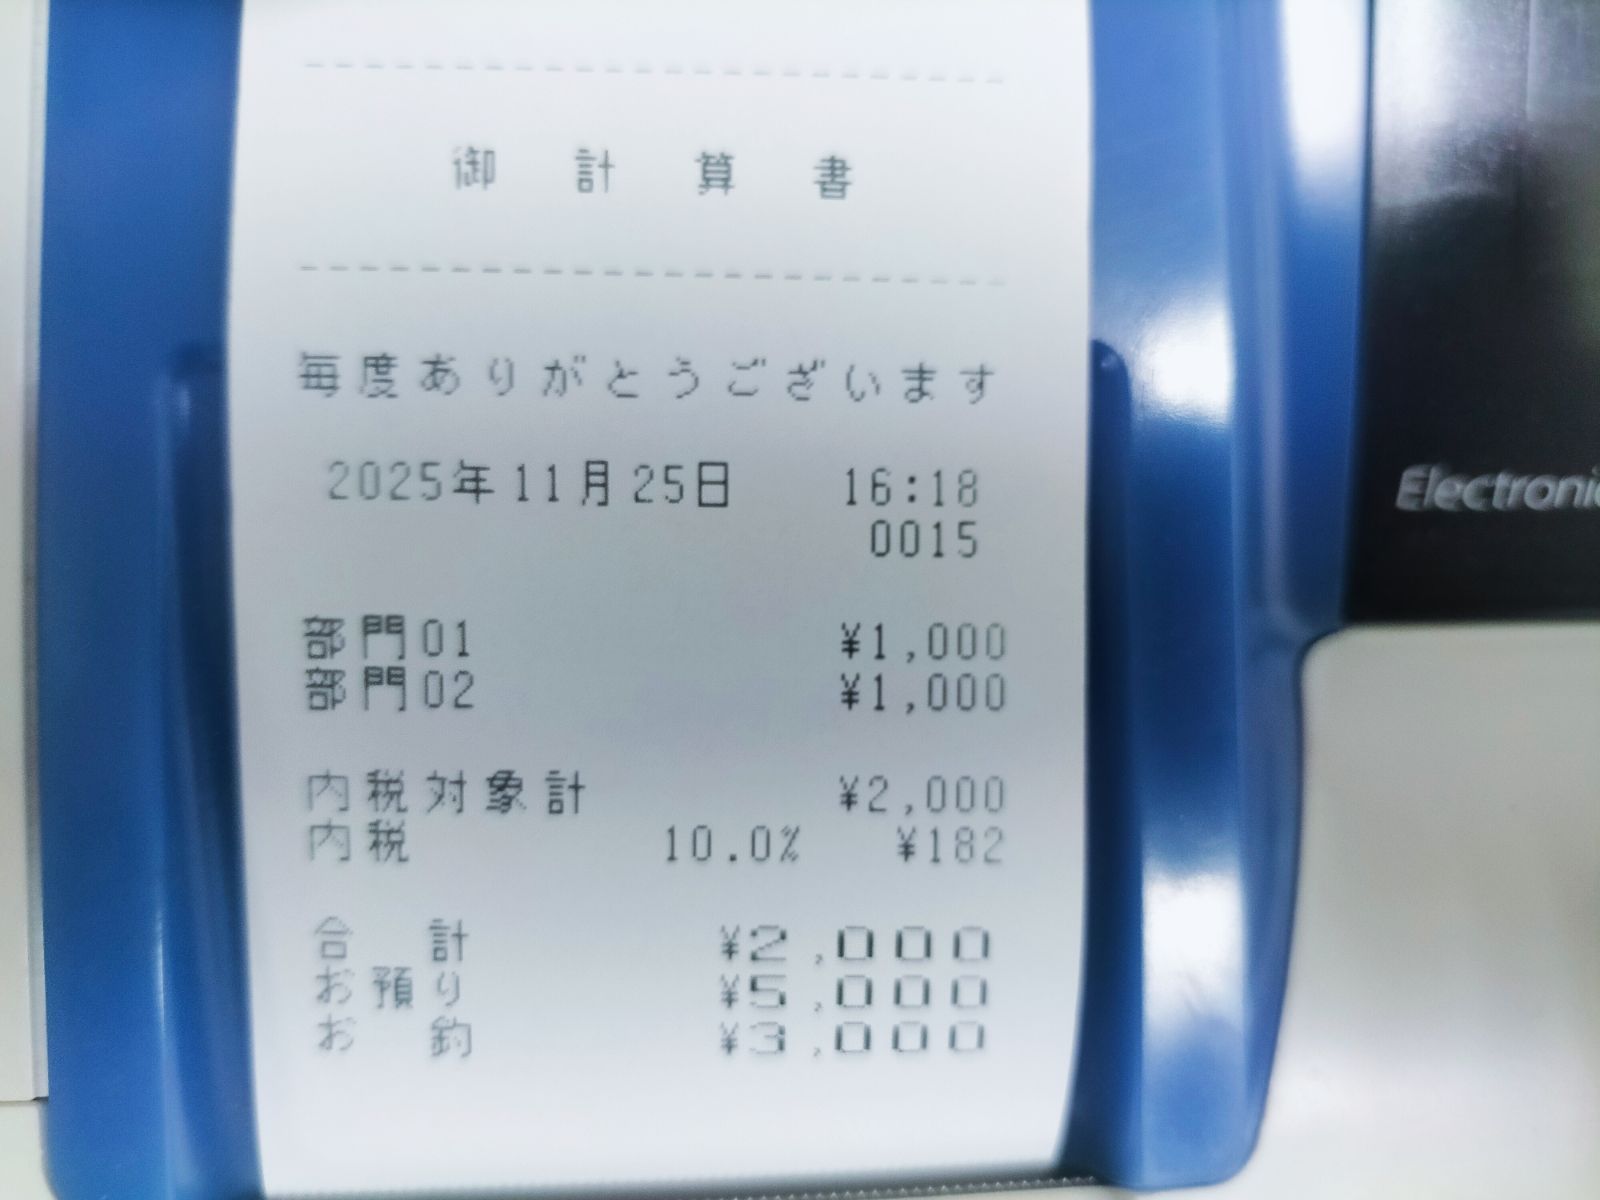 御計算書
毎度ありがとうございます
2025年11月25日 16:18
0015
部門01 ¥1,000
部門02 ¥1,000
内税対象計 ¥2,000
内税 10.0% ¥182
合計 ¥2,000
お預り ¥5,000
お釣 ¥3,000
Electronic